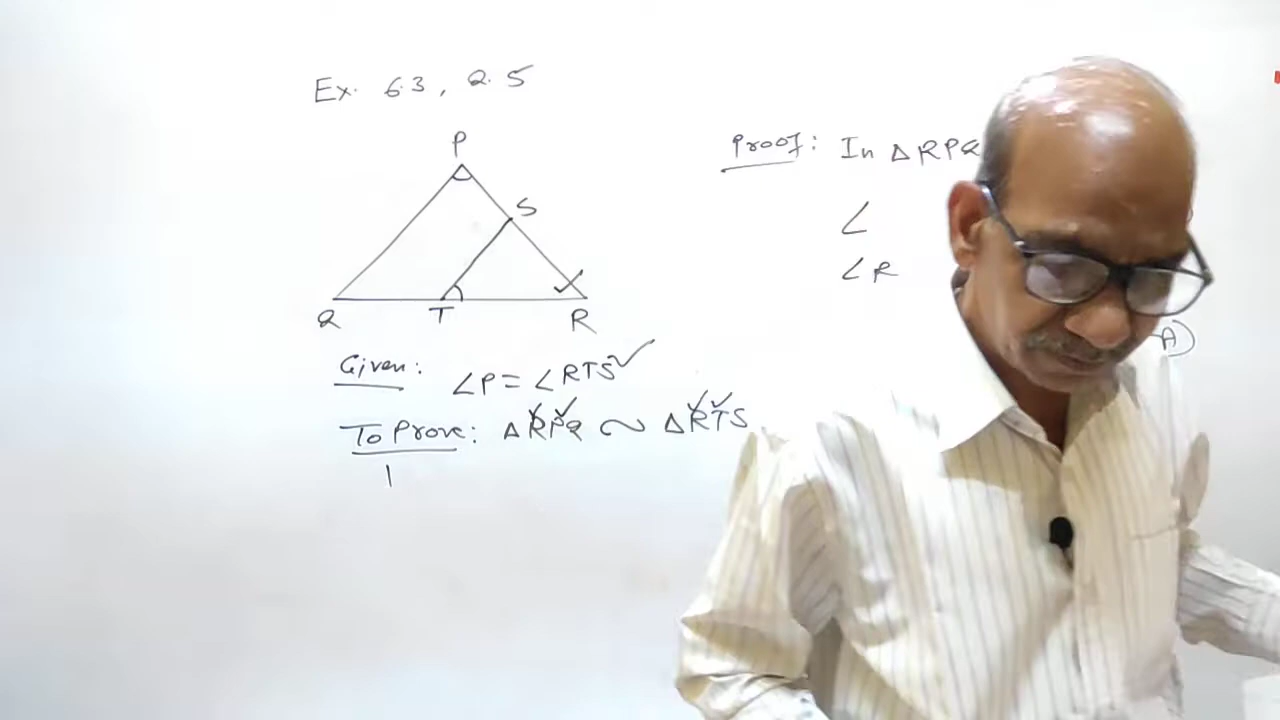 Ex. 6.3, Q.5
P
S
Q T R
Given: ∠P = ∠RTS
To Prove: ΔRPQ ~ ΔRTS
Proof: In ΔRPQ
∠
∠R
A)